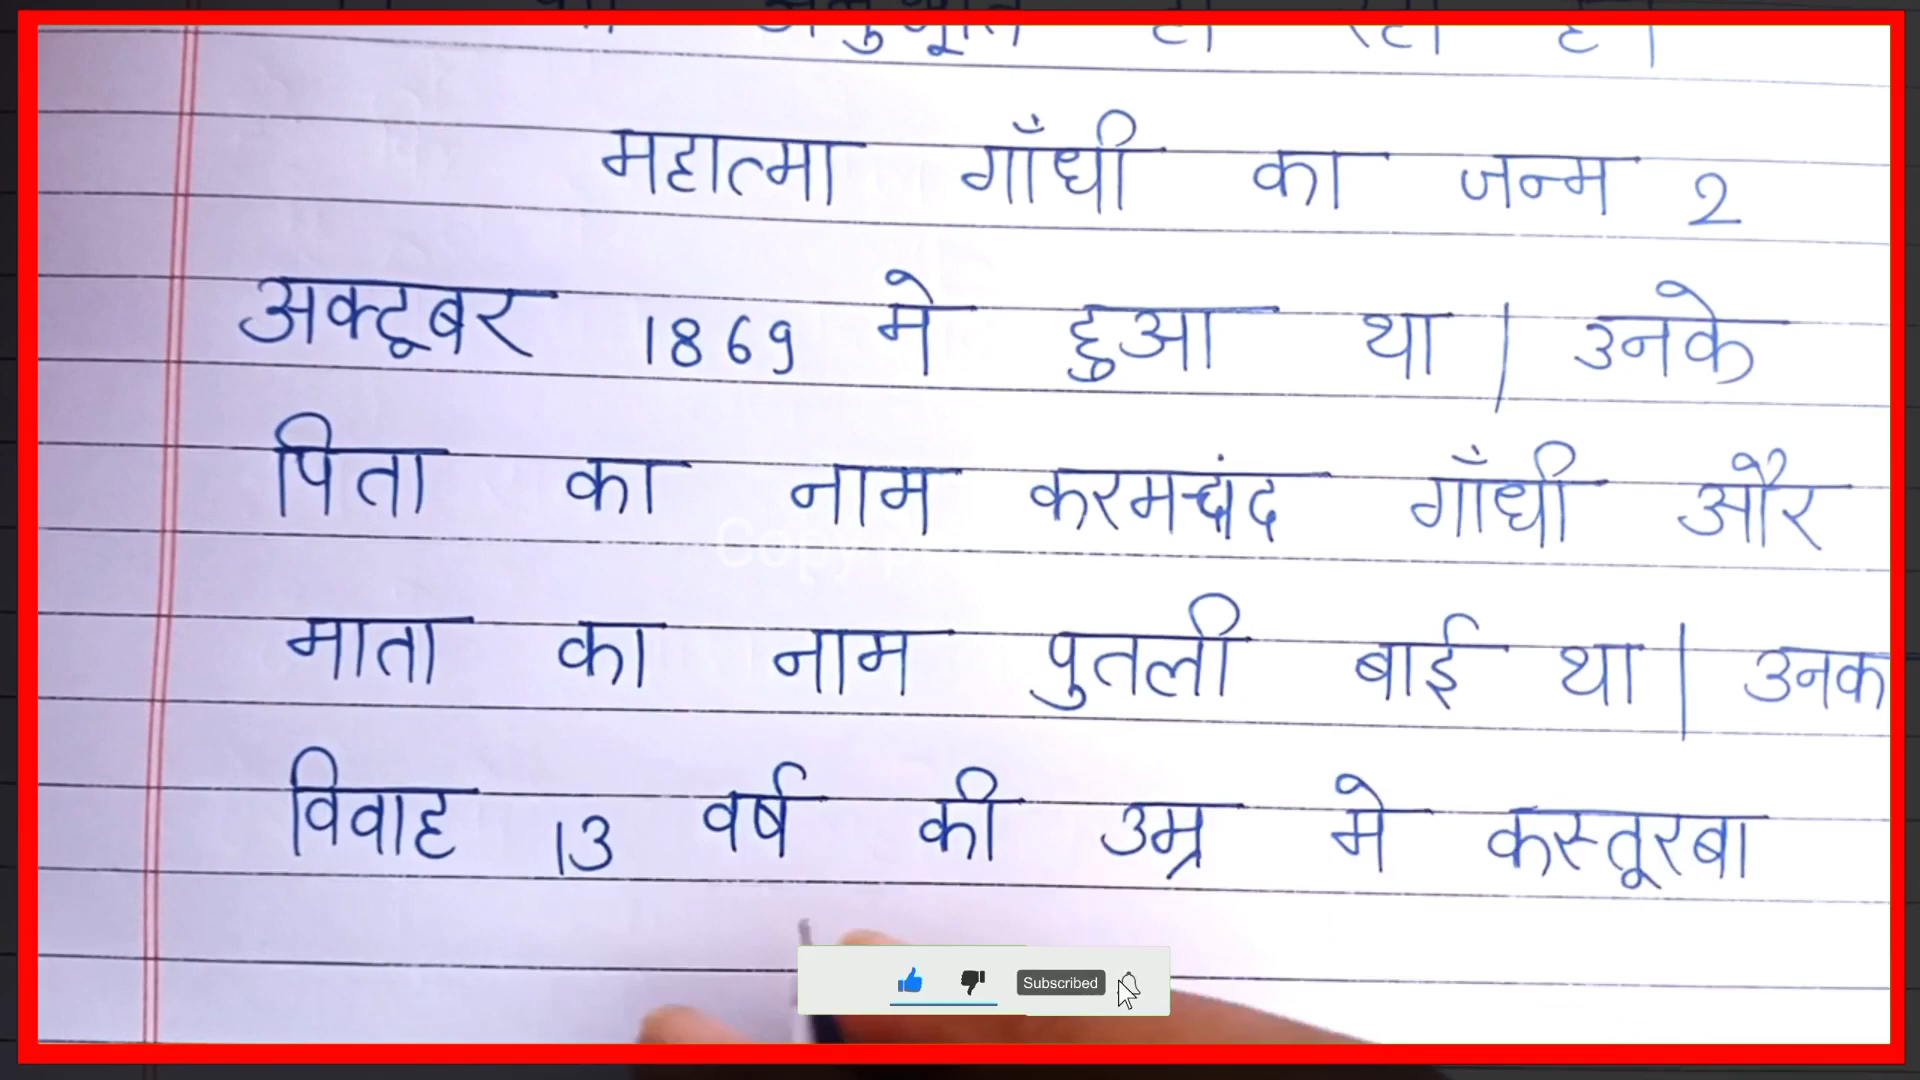 महात्मा गाँधी का जन्म 2
अक्टूबर 1869 मे हुआ था | उनके
पिता का नाम करमचंद गाँधी और
माता का नाम पुतली बाई था | उनक
विवाह 13 वर्ष की उम्र मे कस्तूरबा
Subscribed